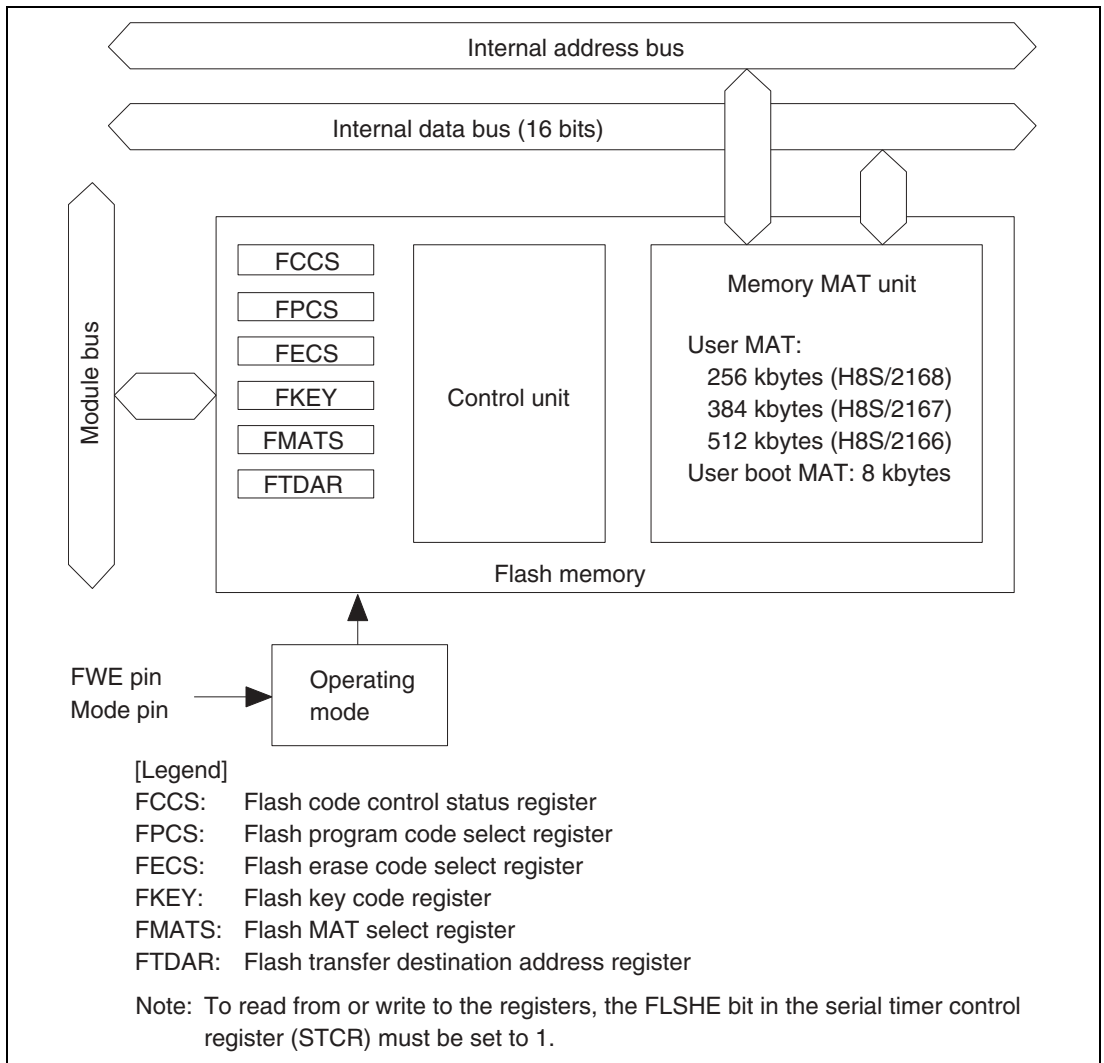 Internal address bus
Internal data bus (16 bits)
Module bus
FCCS
FPCS
FECS
FKEY
FMATS
FTDAR
Control unit
Memory MAT unit
User MAT:
256 kbytes (H8S/2168)
384 kbytes (H8S/2167)
512 kbytes (H8S/2166)
User boot MAT: 8 kbytes
Flash memory
FWE pin
Mode pin
Operating
mode
[Legend]
FCCS: Flash code control status register
FPCS: Flash program code select register
FECS: Flash erase code select register
FKEY: Flash key code register
FMATS: Flash MAT select register
FTDAR: Flash transfer destination address register
Note: To read from or write to the registers, the FLSHE bit in the serial timer control
register (STCR) must be set to 1.